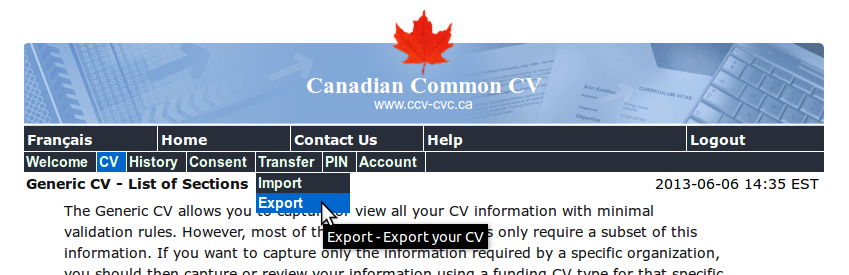 Canadian Common CV
www.ccv-cvc.ca
CURRICULUM VITAE
Objective
Français Home Contact Us Help Logout
Welcome CV History Consent Transfer PIN Account
Import
Export
Generic CV - List of Sections 2013-06-06 14:35 EST
The Generic CV allows you to capture or view all your CV information with minimal
validation rules. However, most of th s only require a subset of this
Export - Export your CV
information. If you want to capture only the information required by a specific organization,
you should then capture or review your information using a funding CV type for that specific